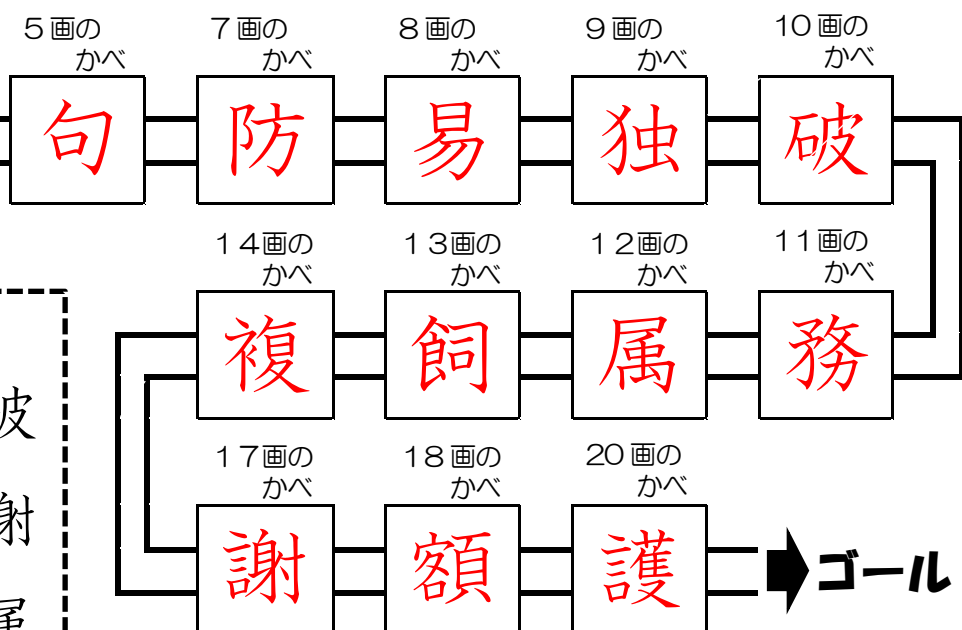 5画の
かべ
句
7画の
かべ
防
8画の
かべ
易
9画の
かべ
独
10画の
かべ
破
11画の
かべ
務
12画の
かべ
属
13画の
かべ
飼
14画の
かべ
複
17画の
かべ
謝
18画の
かべ
額
20画の
かべ
護
ゴール